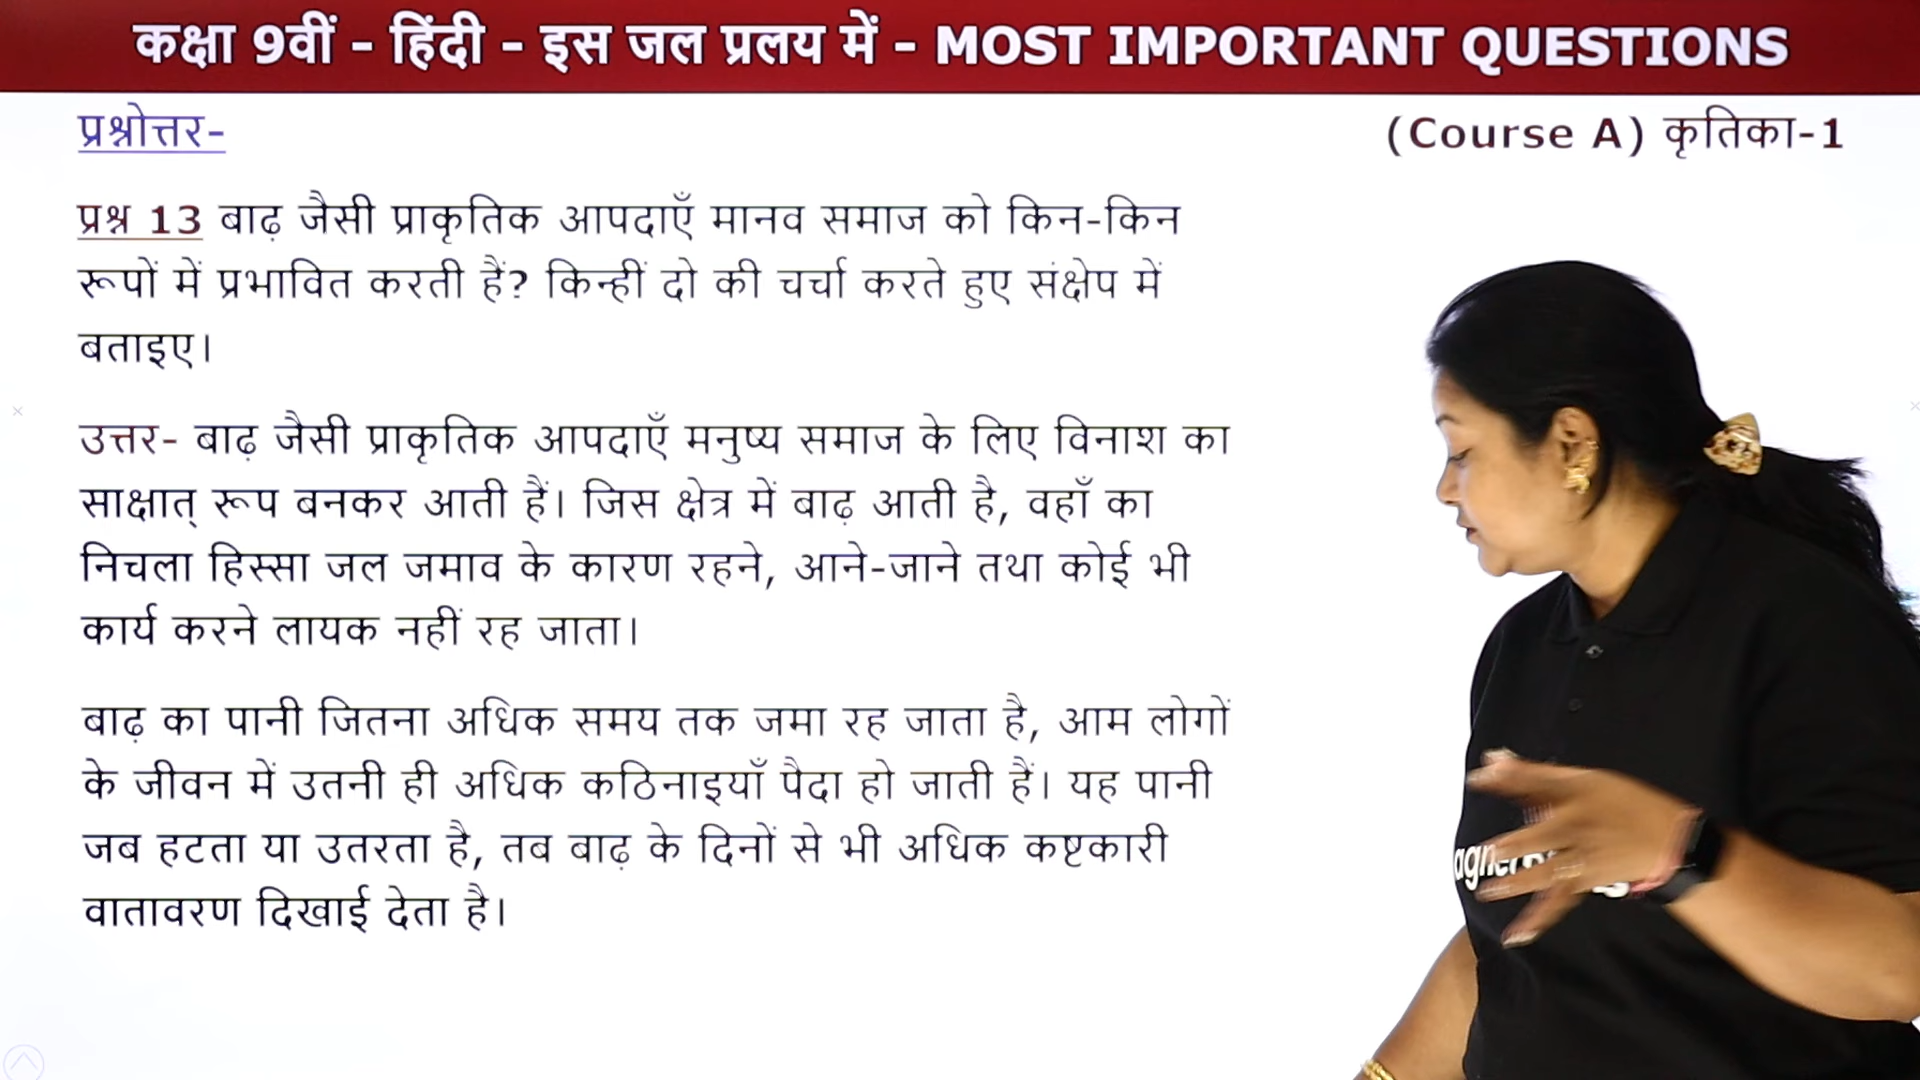 कक्षा 9वीं - हिंदी - इस जल प्रलय में - MOST IMPORTANT QUESTIONS
प्रश्नोत्तर-
(Course A) कृतिका-1
प्रश्न 13 बाढ़ जैसी प्राकृतिक आपदाएँ मानव समाज को किन-किन
रूपों में प्रभावित करती हैं? किन्हीं दो की चर्चा करते हुए संक्षेप में
बताइए।
उत्तर- बाढ़ जैसी प्राकृतिक आपदाएँ मनुष्य समाज के लिए विनाश का
साक्षात् रूप बनकर आती हैं। जिस क्षेत्र में बाढ़ आती है, वहाँ का
निचला हिस्सा जल जमाव के कारण रहने, आने-जाने तथा कोई भी
कार्य करने लायक नहीं रह जाता।
बाढ़ का पानी जितना अधिक समय तक जमा रह जाता है, आम लोगों
के जीवन में उतनी ही अधिक कठिनाइयाँ पैदा हो जाती हैं। यह पानी
जब हटता या उतरता है, तब बाढ़ के दिनों से भी अधिक कष्टकारी
वातावरण दिखाई देता है।